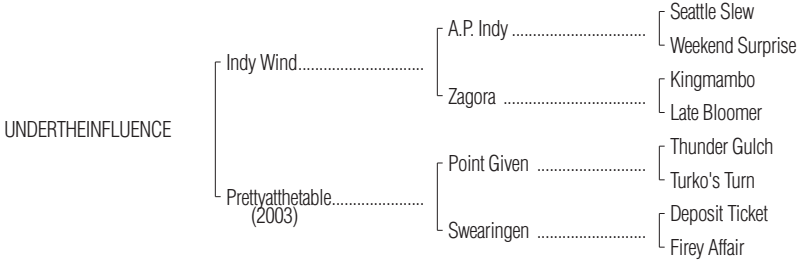 Seattle Slew
A.P. Indy ................................
Weekend Surprise
Indy Wind..............................
Kingmambo
Zagora ..................................
Late Bloomer
UNDERTHEINFLUENCE
Thunder Gulch
Point Given ..........................
Turko's Turn
Prettyatthetable......................
(2003)
Deposit Ticket
Swearingen ..........................
Firey Affair